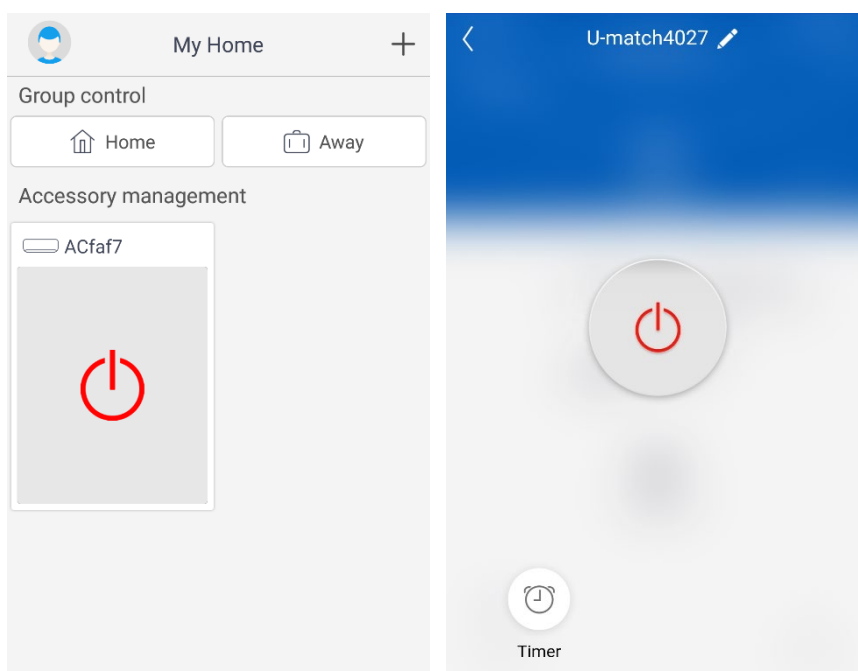 My Home
Group control
Home
Away
Accessory management
ACfaf7
U-match4027
Timer